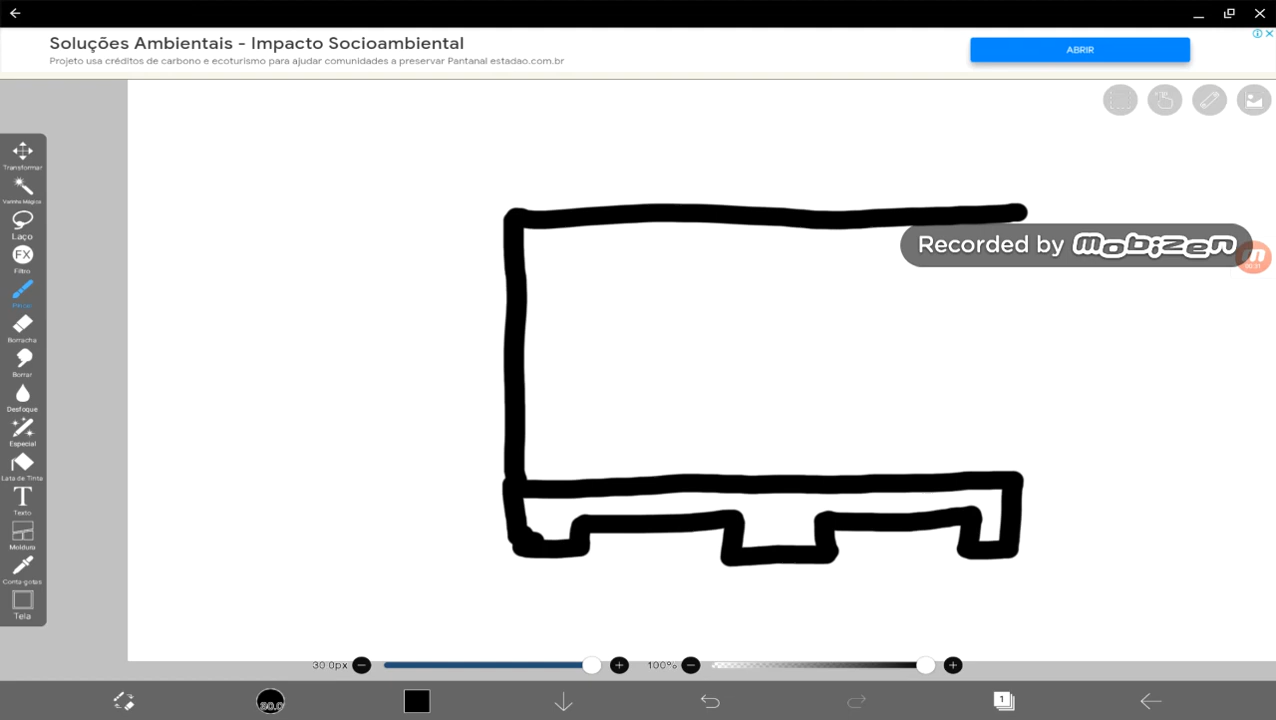 Soluções Ambientais - Impacto Socioambiental
Projeto usa créditos de carbono e ecoturismo para ajudar comunidades a preservar Pantanal estadao.com.br
ABRIR
Transformar
Varinha Mágica
Laço
FX
Filtro
Pincel
Borracha
Borrar
Desfoque
Especial
Lata de Tinta
T
Texto
Moldura
Conta-gotas
Tela
Recorded by mobizen
00:31
30.0px
100%
30.0
1